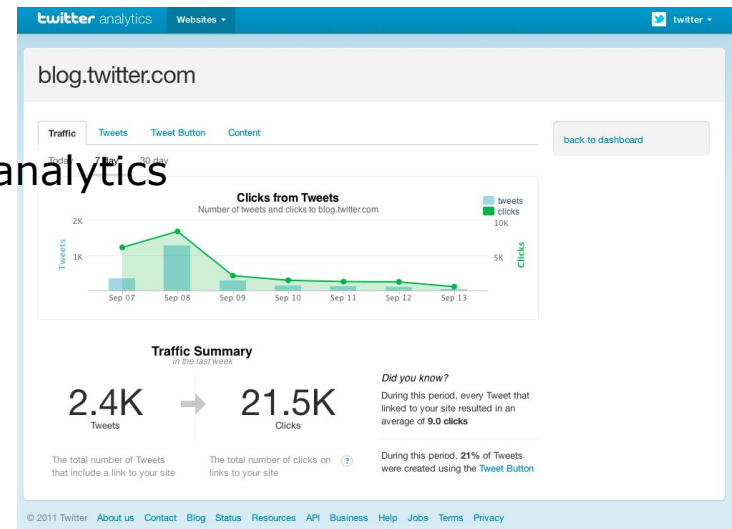 twitter analytics Websites twitter
blog.twitter.com
Traffic Tweets Tweet Button Content
back to dashboard
Today 7 day 30 day
analytics
Clicks from Tweets
Number of tweets and clicks to blog.twitter.com
tweets
clicks
2K
10K
Tweets
1K
5K
Clicks
Sep 07 Sep 08 Sep 09 Sep 10 Sep 11 Sep 12 Sep 13
Traffic Summary
in the last week
2.4K
Tweets
21.5K
Clicks
The total number of Tweets
that include a link to your site
The total number of clicks on
links to your site
?
Did you know?
During this period, every Tweet that
linked to your site resulted in an
average of 9.0 clicks
During this period, 21% of Tweets
were created using the Tweet Button
© 2011 Twitter About us Contact Blog Status Resources API Business Help Jobs Terms Privacy